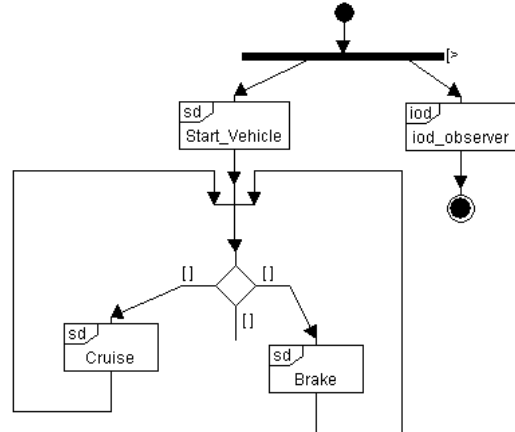 [>
sd
Start_Vehicle
iod
iod_observer
[ ]
[ ]
[ ]
sd
Cruise
sd
Brake